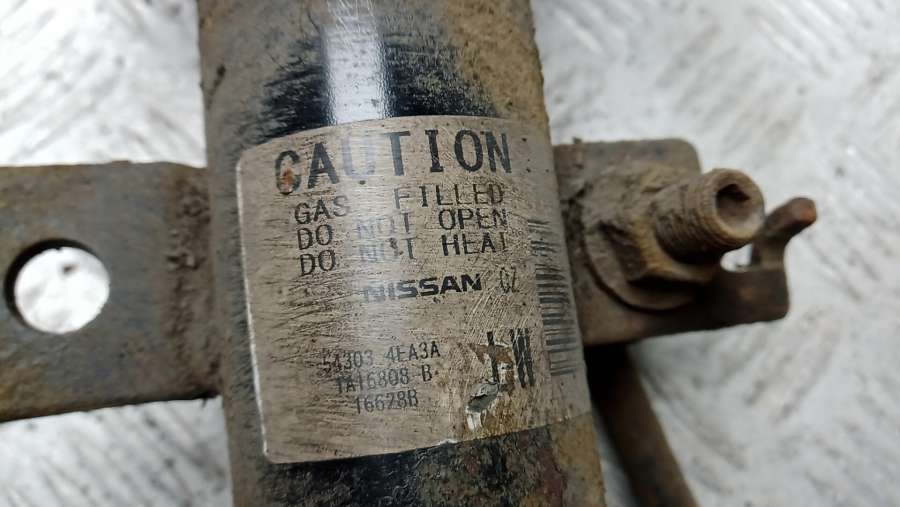 CAUTION
GAS FILLED
DO NOT OPEN
DO NOT HEAT
NISSAN CZ
54303 4EA3A
TA16808 B
16628B